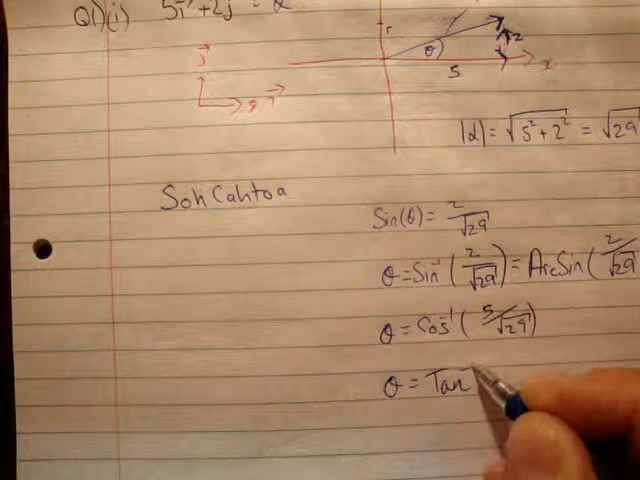 Q1)(i) 5i + 2j = α
r
θ
2
5
x
j
i
|α| = √5² + 2² = √29
SohCahtoa
Sin(θ) = 2/√29
θ = Sin⁻¹(2/√29) = ArcSin(2/√29
θ = Cos⁻¹(5/√29)
θ = Tan⁻